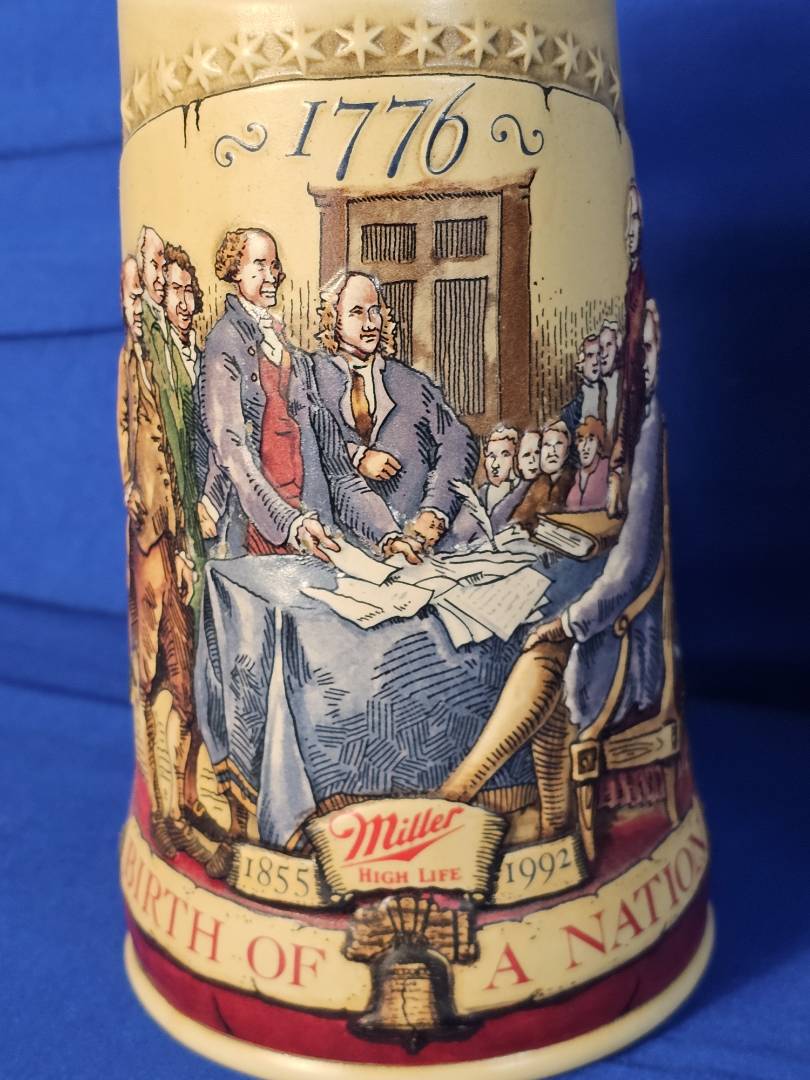 ~ 1776 ~
Miller
HIGH LIFE
1855 1992
BIRTH OF A NATION